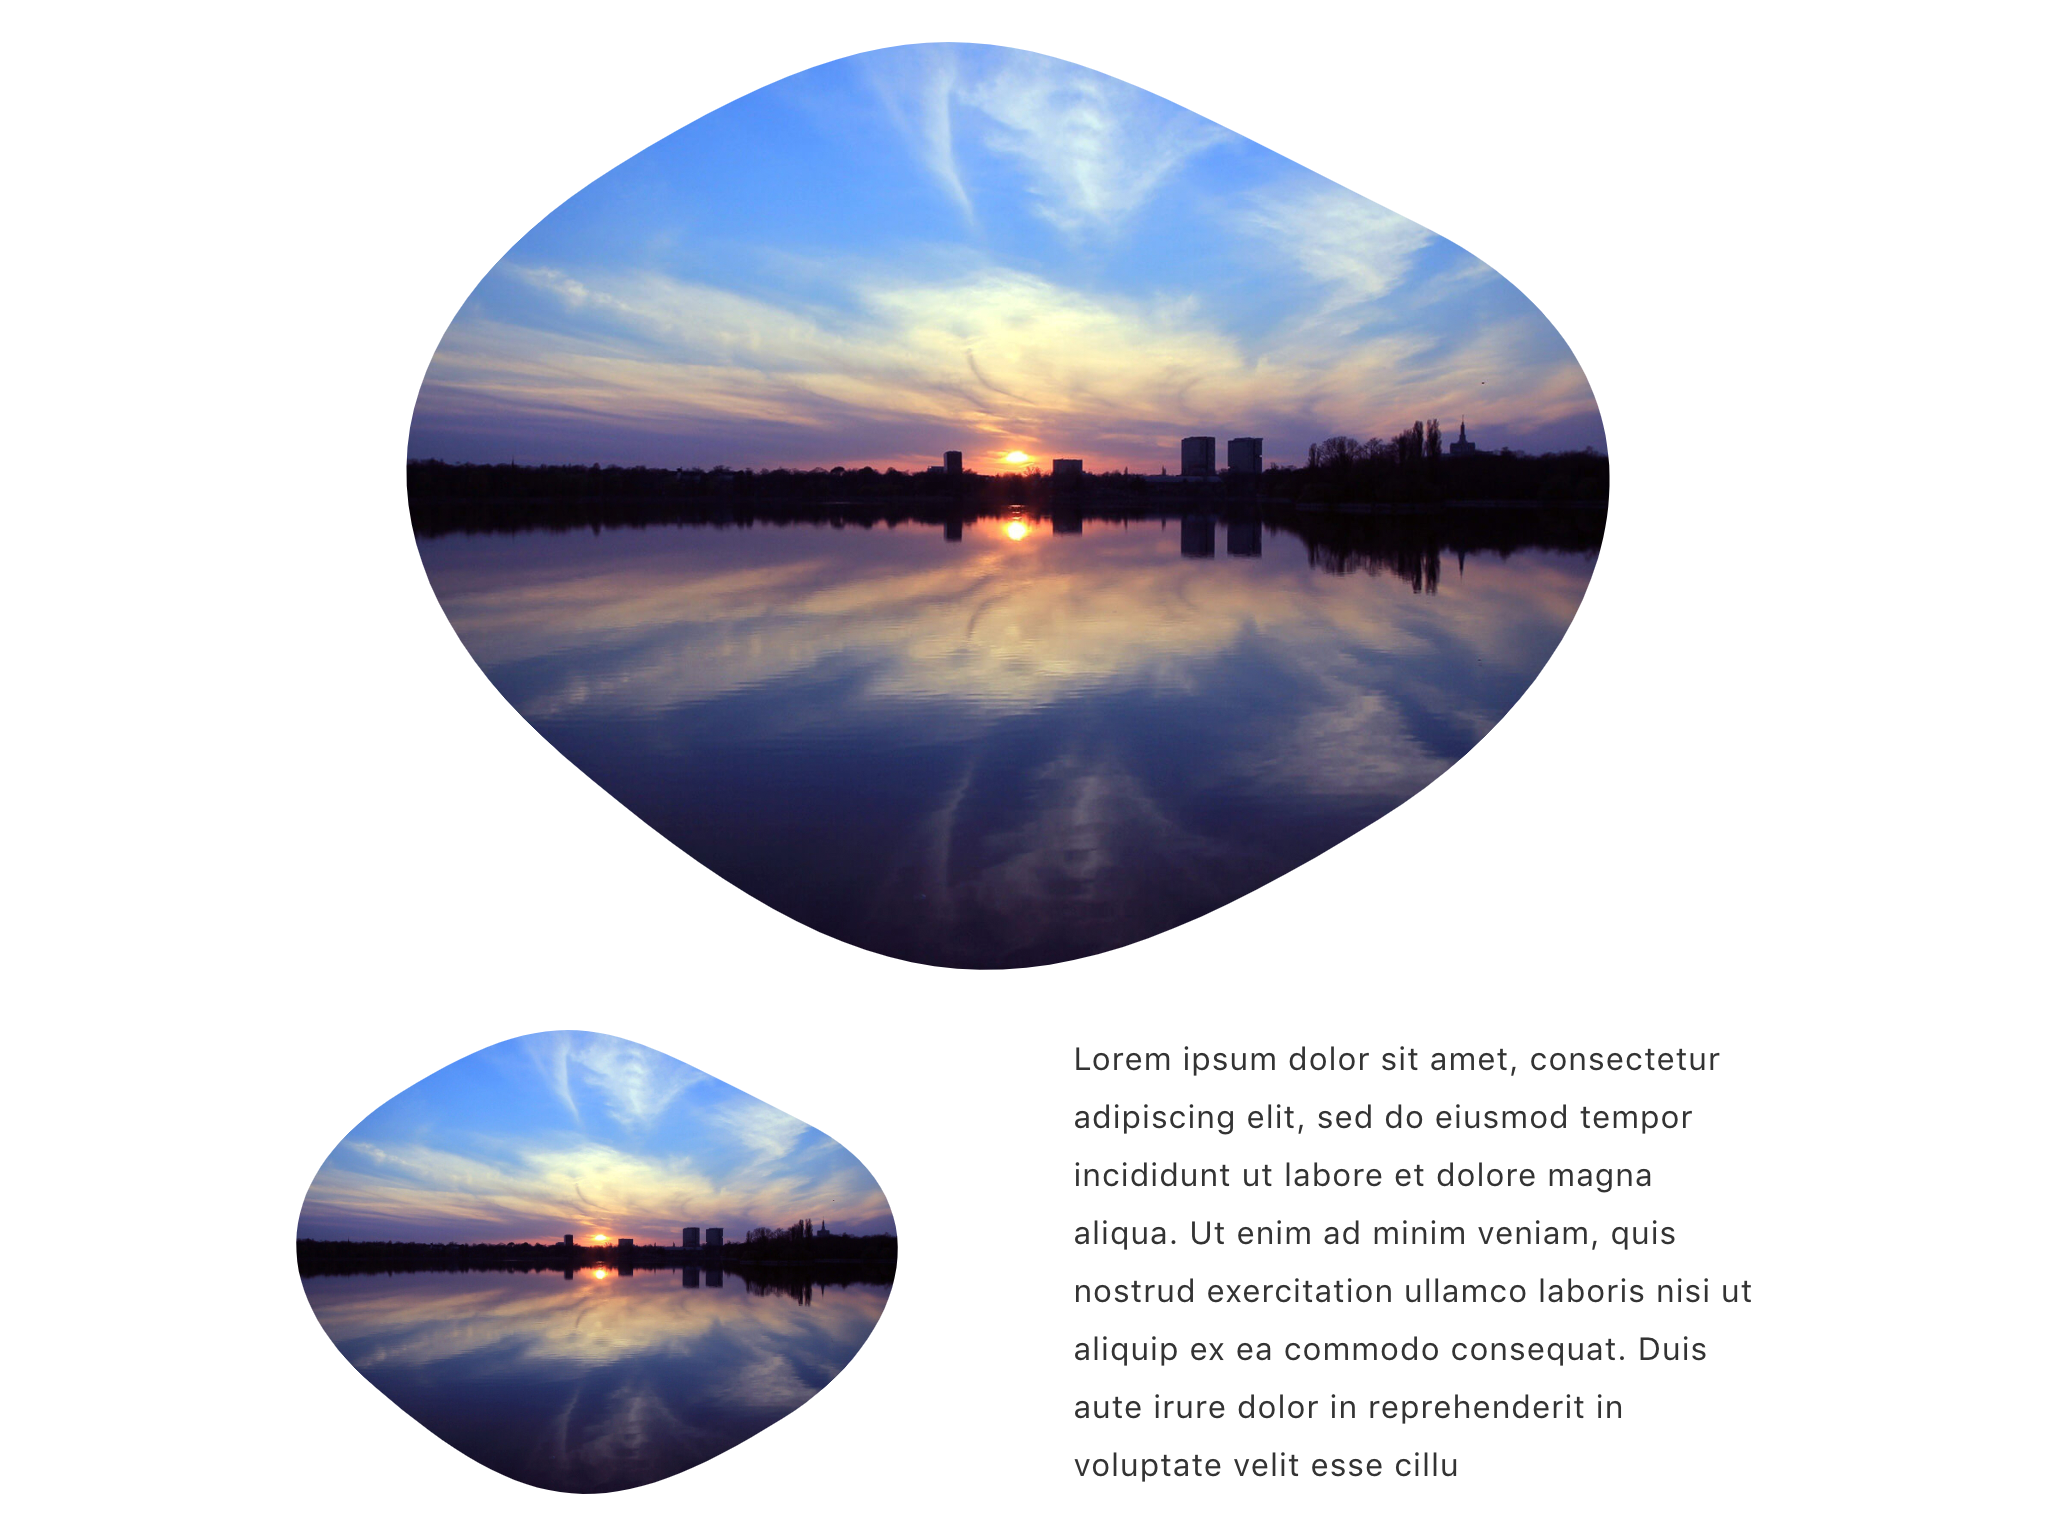 Lorem ipsum dolor sit amet, consectetur
adipiscing elit, sed do eiusmod tempor
incididunt ut labore et dolore magna
aliqua. Ut enim ad minim veniam, quis
nostrud exercitation ullamco laboris nisi ut
aliquip ex ea commodo consequat. Duis
aute irure dolor in reprehenderit in
voluptate velit esse cillu